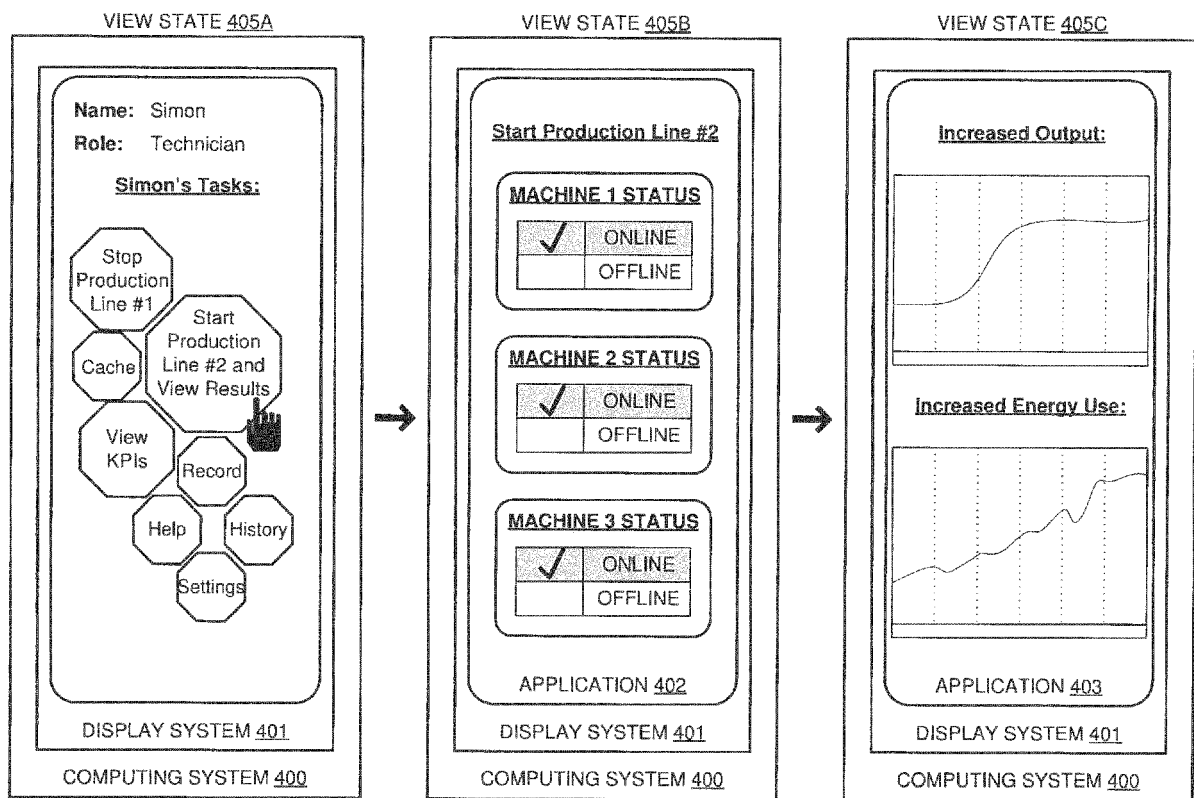 VIEW STATE 405A
Name: Simon
Role: Technician
Simon's Tasks:
Stop
Production
Line #1
Start
Production
Line #2 and
View Results
Cache
View
KPIs
Record
Help
History
Settings
DISPLAY SYSTEM 401
COMPUTING SYSTEM 400
VIEW STATE 405B
Start Production Line #2
MACHINE 1 STATUS
ONLINE
OFFLINE
MACHINE 2 STATUS
ONLINE
OFFLINE
MACHINE 3 STATUS
ONLINE
OFFLINE
APPLICATION 402
DISPLAY SYSTEM 401
COMPUTING SYSTEM 400
VIEW STATE 405C
Increased Output:
Increased Energy Use:
APPLICATION 403
DISPLAY SYSTEM 401
COMPUTING SYSTEM 400